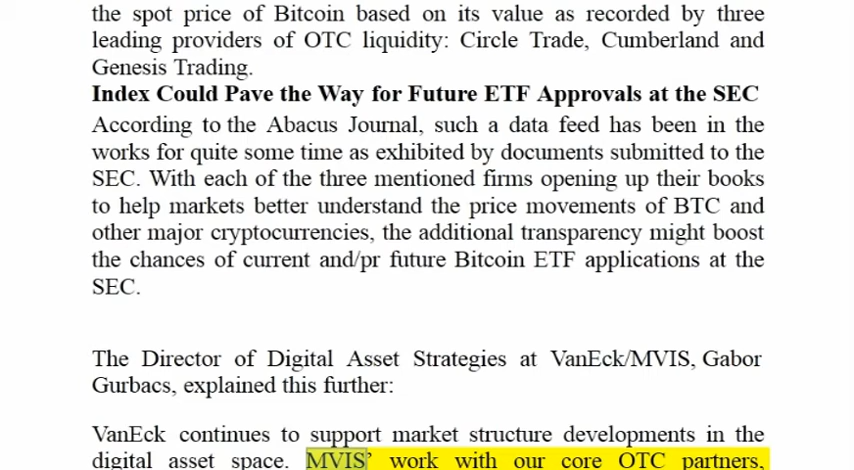 the spot price of Bitcoin based on its value as recorded by three
leading providers of OTC liquidity: Circle Trade, Cumberland and
Genesis Trading.
Index Could Pave the Way for Future ETF Approvals at the SEC
According to the Abacus Journal, such a data feed has been in the
works for quite some time as exhibited by documents submitted to the
SEC. With each of the three mentioned firms opening up their books
to help markets better understand the price movements of BTC and
other major cryptocurrencies, the additional transparency might boost
the chances of current and/pr future Bitcoin ETF applications at the
SEC.
The Director of Digital Asset Strategies at VanEck/MVIS, Gabor
Gurbacs, explained this further:
VanEck continues to support market structure developments in the
digital asset space. MVIS’ work with our core OTC partners,